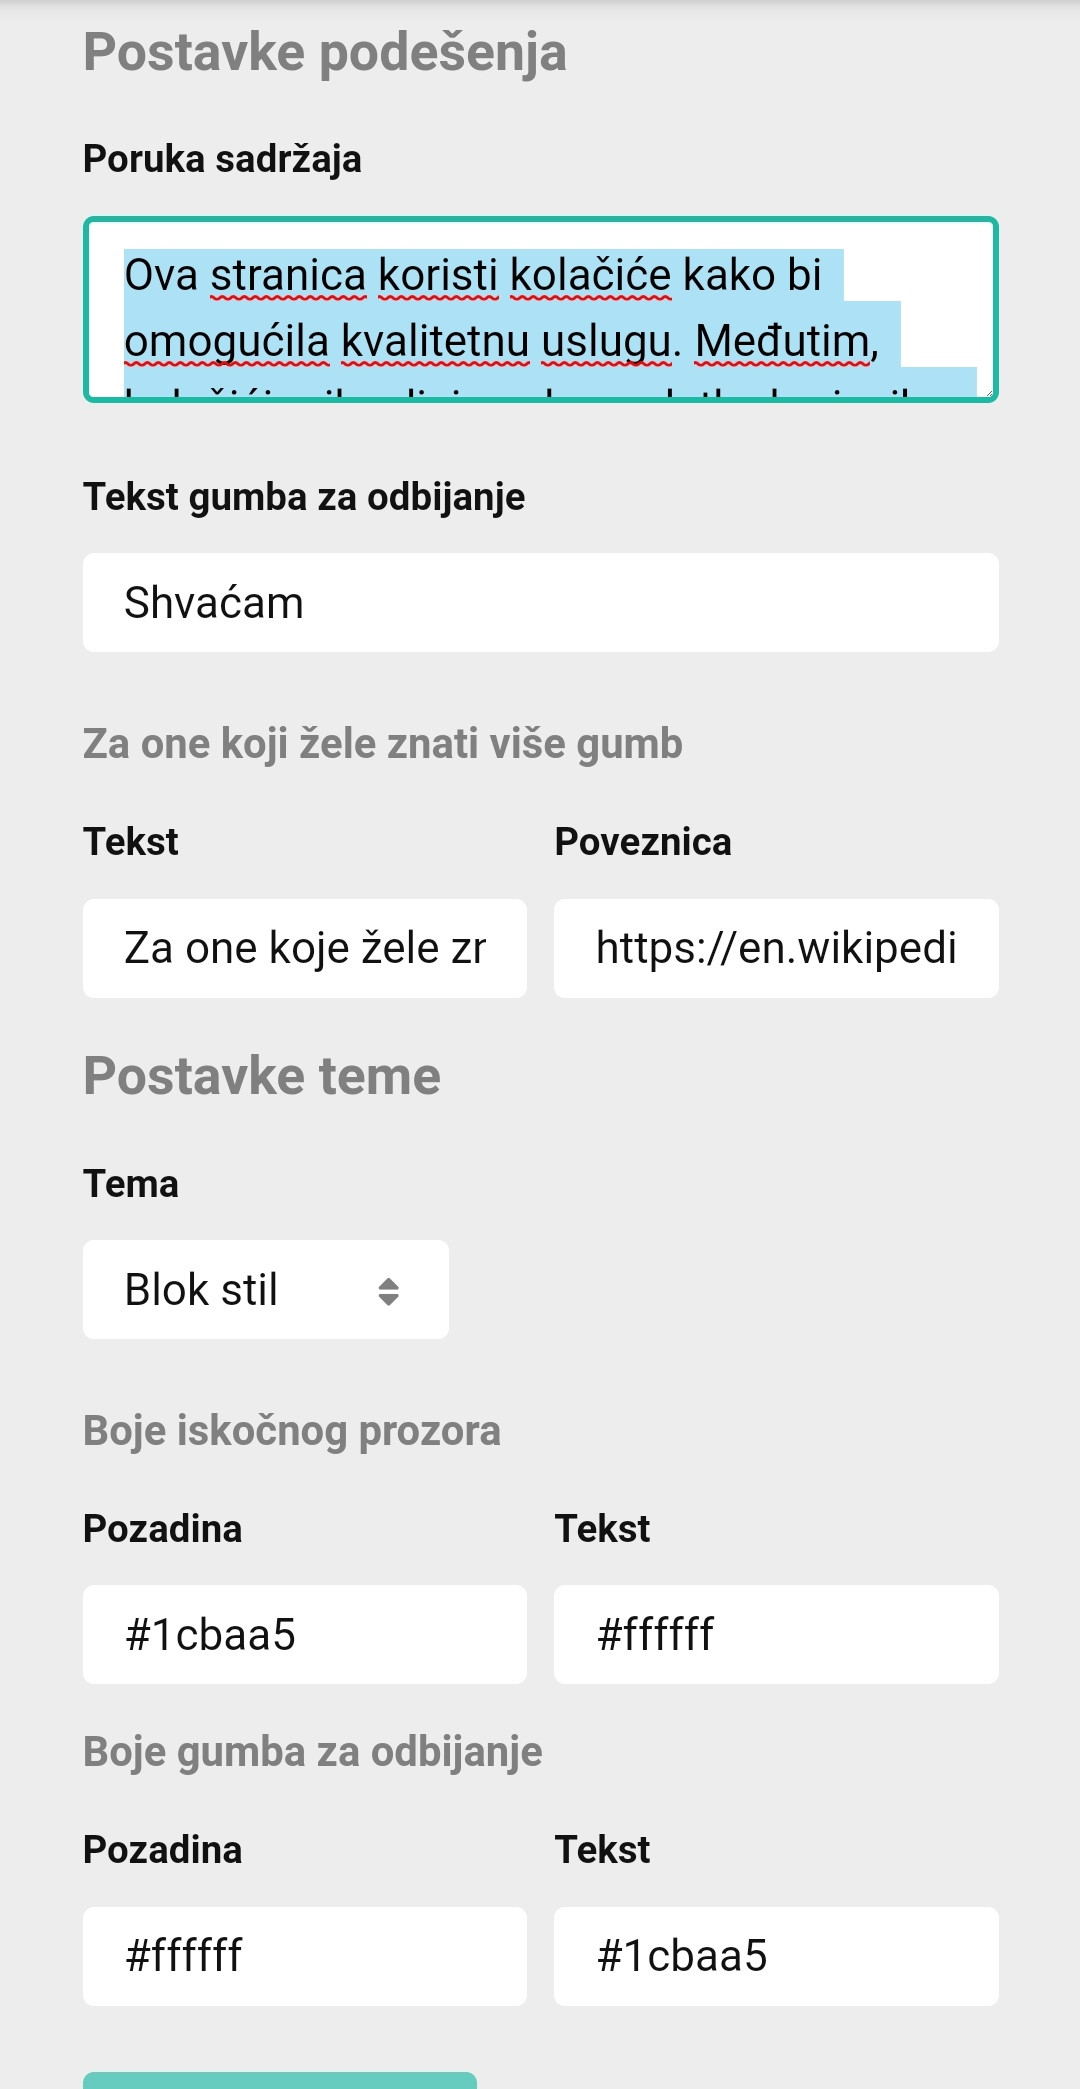 Postavke podešenja
Poruka sadržaja
Ova stranica koristi kolačiće kako bi
omogućila kvalitetnu uslugu. Međutim,
Tekst gumba za odbijanje
Shvaćam
Za one koji žele znati više gumb
Tekst Poveznica
Za one koje žele https://en.wikipedi
Postavke teme
Tema
Blok stil
Boje iskočnog prozora
Pozadina Tekst
#1cbaa5 #ffffff
Boje gumba za odbijanje
Pozadina Tekst
#ffffff #1cbaa5